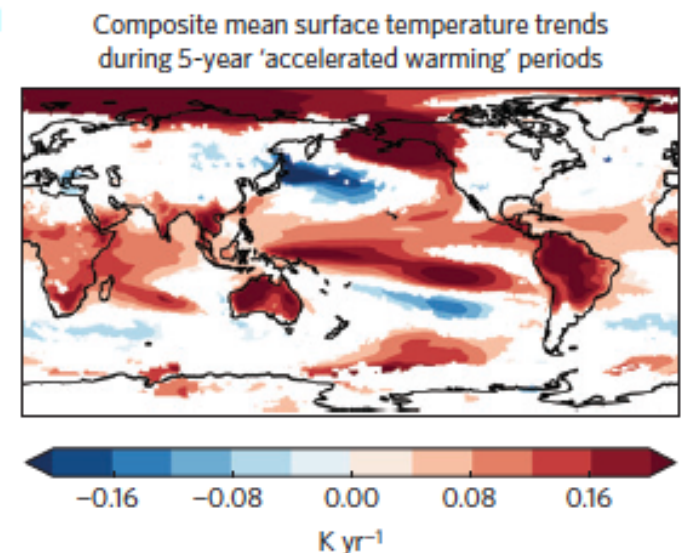 Composite mean surface temperature trends
during 5-year ‘accelerated warming’ periods
−0.16 −0.08 0.00 0.08 0.16
K yr⁻¹